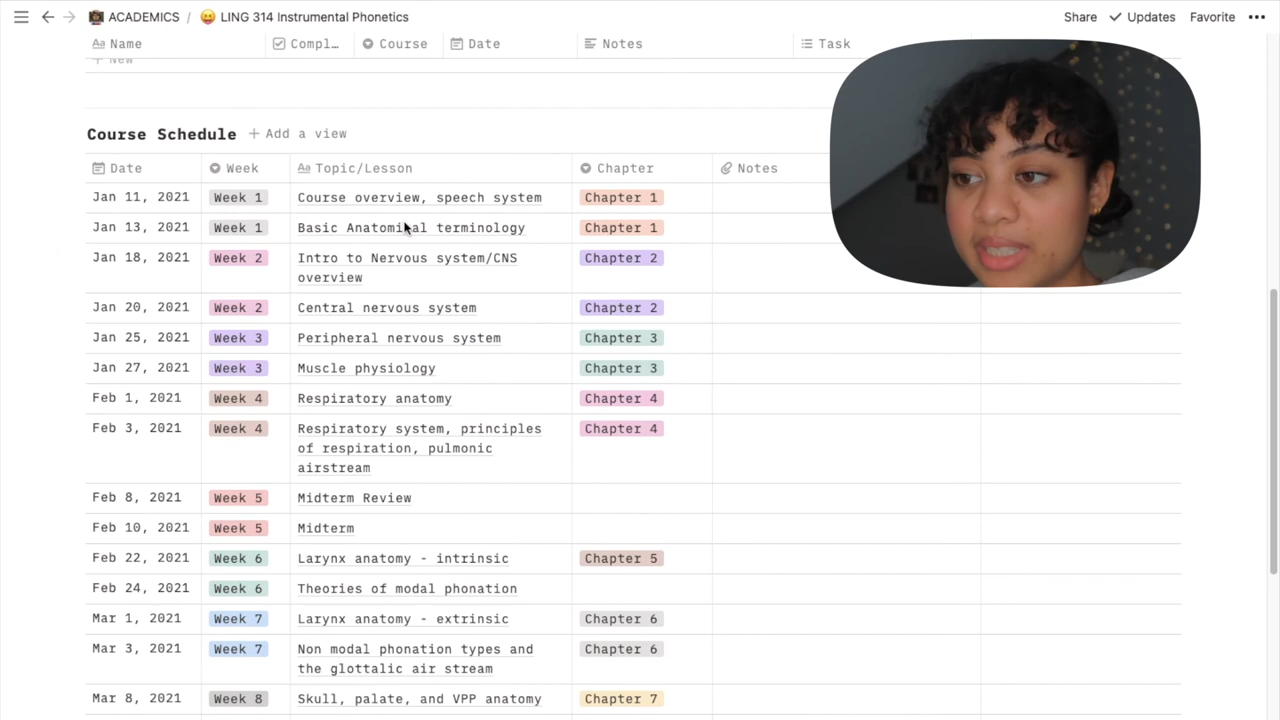 ACADEMICS / LING 314 Instrumental Phonetics Share Updates Favorite
Aa Name Compl... Course Date Notes Task
+ New
Course Schedule + Add a view
Date Week Aa Topic/Lesson Chapter Notes
Jan 11, 2021 Week 1 Course overview, speech system Chapter 1
Jan 13, 2021 Week 1 Basic Anatomical terminology Chapter 1
Jan 18, 2021 Week 2 Intro to Nervous system/CNS Chapter 2
overview
Jan 20, 2021 Week 2 Central nervous system Chapter 2
Jan 25, 2021 Week 3 Peripheral nervous system Chapter 3
Jan 27, 2021 Week 3 Muscle physiology Chapter 3
Feb 1, 2021 Week 4 Respiratory anatomy Chapter 4
Feb 3, 2021 Week 4 Respiratory system, principles Chapter 4
of respiration, pulmonic
airstream
Feb 8, 2021 Week 5 Midterm Review
Feb 10, 2021 Week 5 Midterm
Feb 22, 2021 Week 6 Larynx anatomy - intrinsic Chapter 5
Feb 24, 2021 Week 6 Theories of modal phonation
Mar 1, 2021 Week 7 Larynx anatomy - extrinsic Chapter 6
Mar 3, 2021 Week 7 Non modal phonation types and Chapter 6
the glottalic air stream
Mar 8, 2021 Week 8 Skull, palate, and VPP anatomy Chapter 7